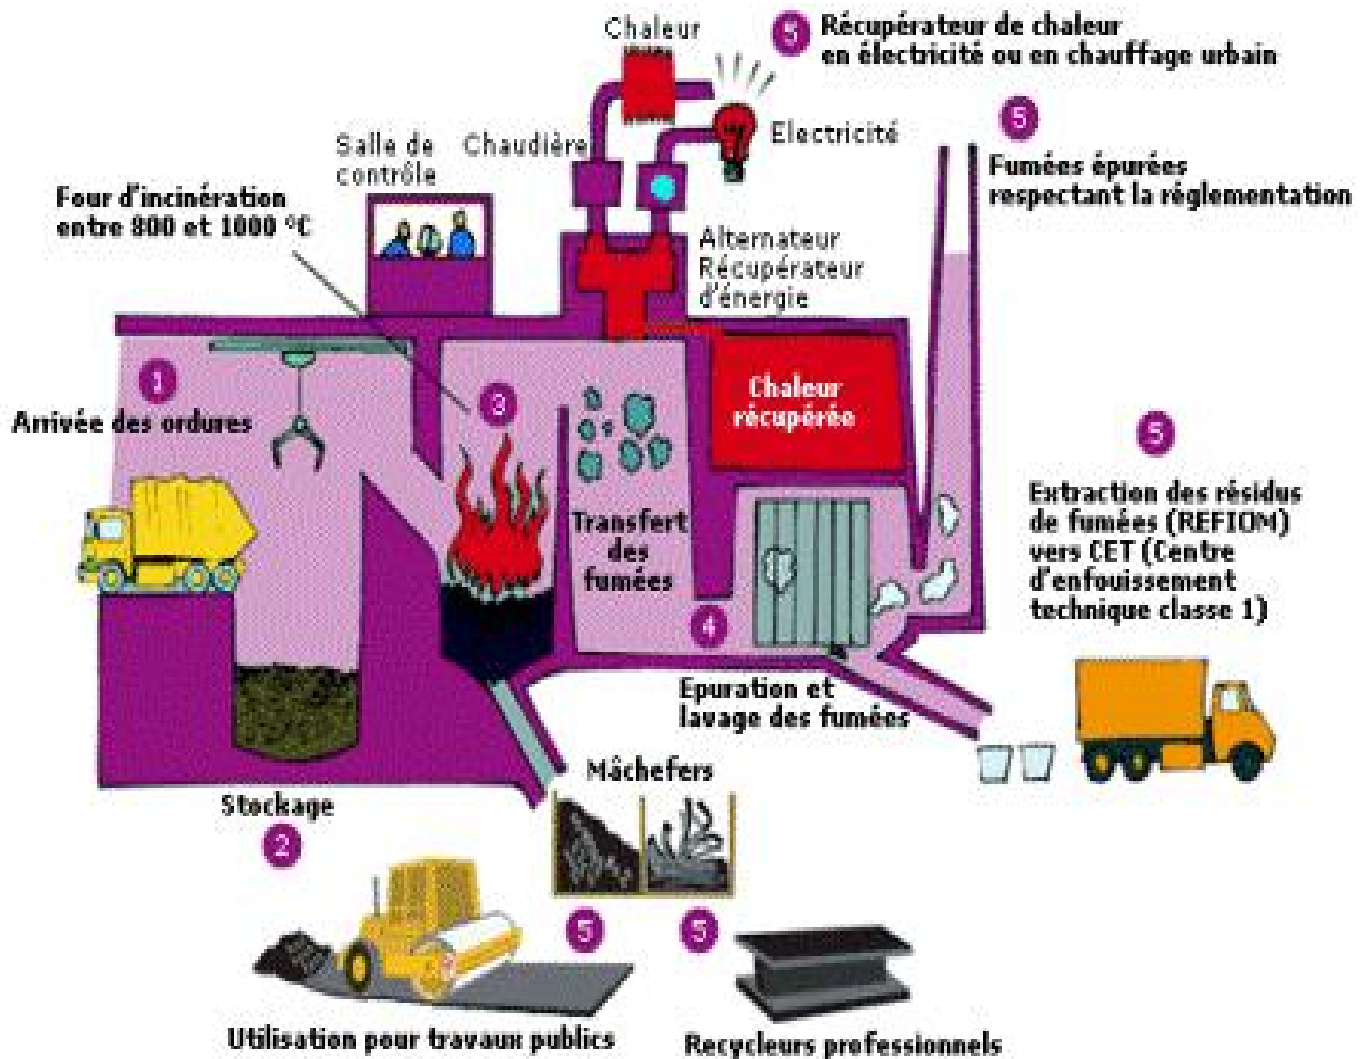 Chaleur
5
Récupérateur de chaleur
en électricité ou en chauffage urbain
Salle de
contrôle
Chaudière
Electricité
5
Fumées épurées
respectant la réglementation
Four d'incinération
entre 800 et 1000 °C
Alternateur
Récupérateur
d'énergie
1
Arrivée des ordures
3
Chaleur
récupérée
Transfert
des
fumées
5
Extraction des résidus
de fumées (REFIOM)
vers CET (Centre
d'enfouissement
technique classe 1)
4
Epuration et
lavage des fumées
Mâchefers
Stockage
2
5
5
Utilisation pour travaux publics
Recycleurs professionnels